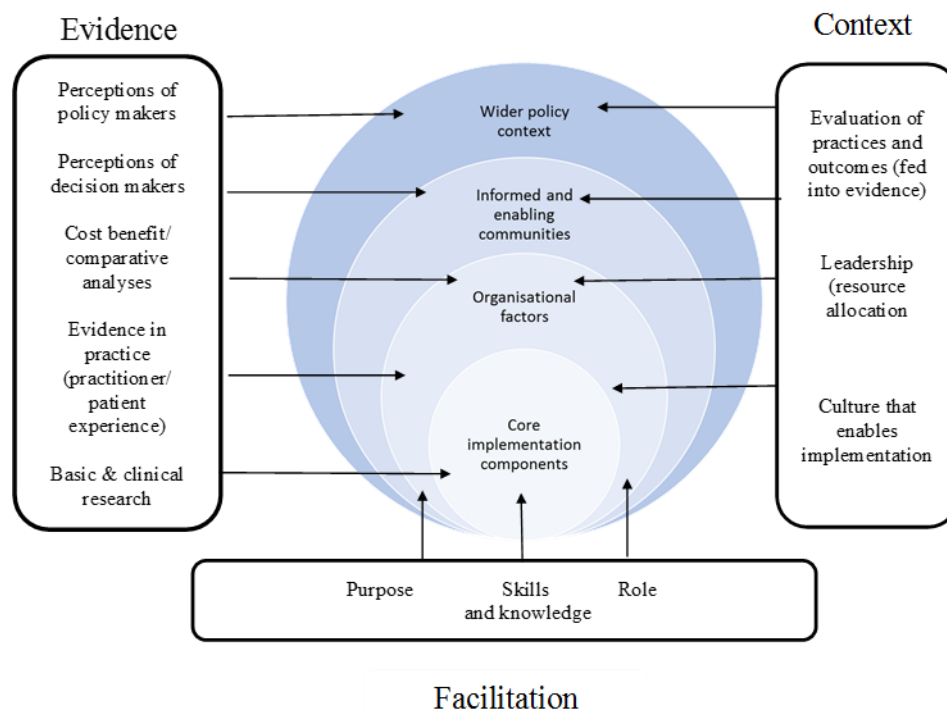 Evidence
Perceptions of
policy makers
Perceptions of
decision makers
Cost benefit/
comparative
analyses
Evidence in
practice
(practitioner/
patient
experience)
Basic & clinical
research
Wider policy
context
Informed and
enabling
communities
Organisational
factors
Core
implementation
components
Context
Evaluation of
practices and
outcomes (fed
into evidence)
Leadership
(resource
allocation
Culture that
enables
implementation
Purpose
Skills
and knowledge
Role
Facilitation